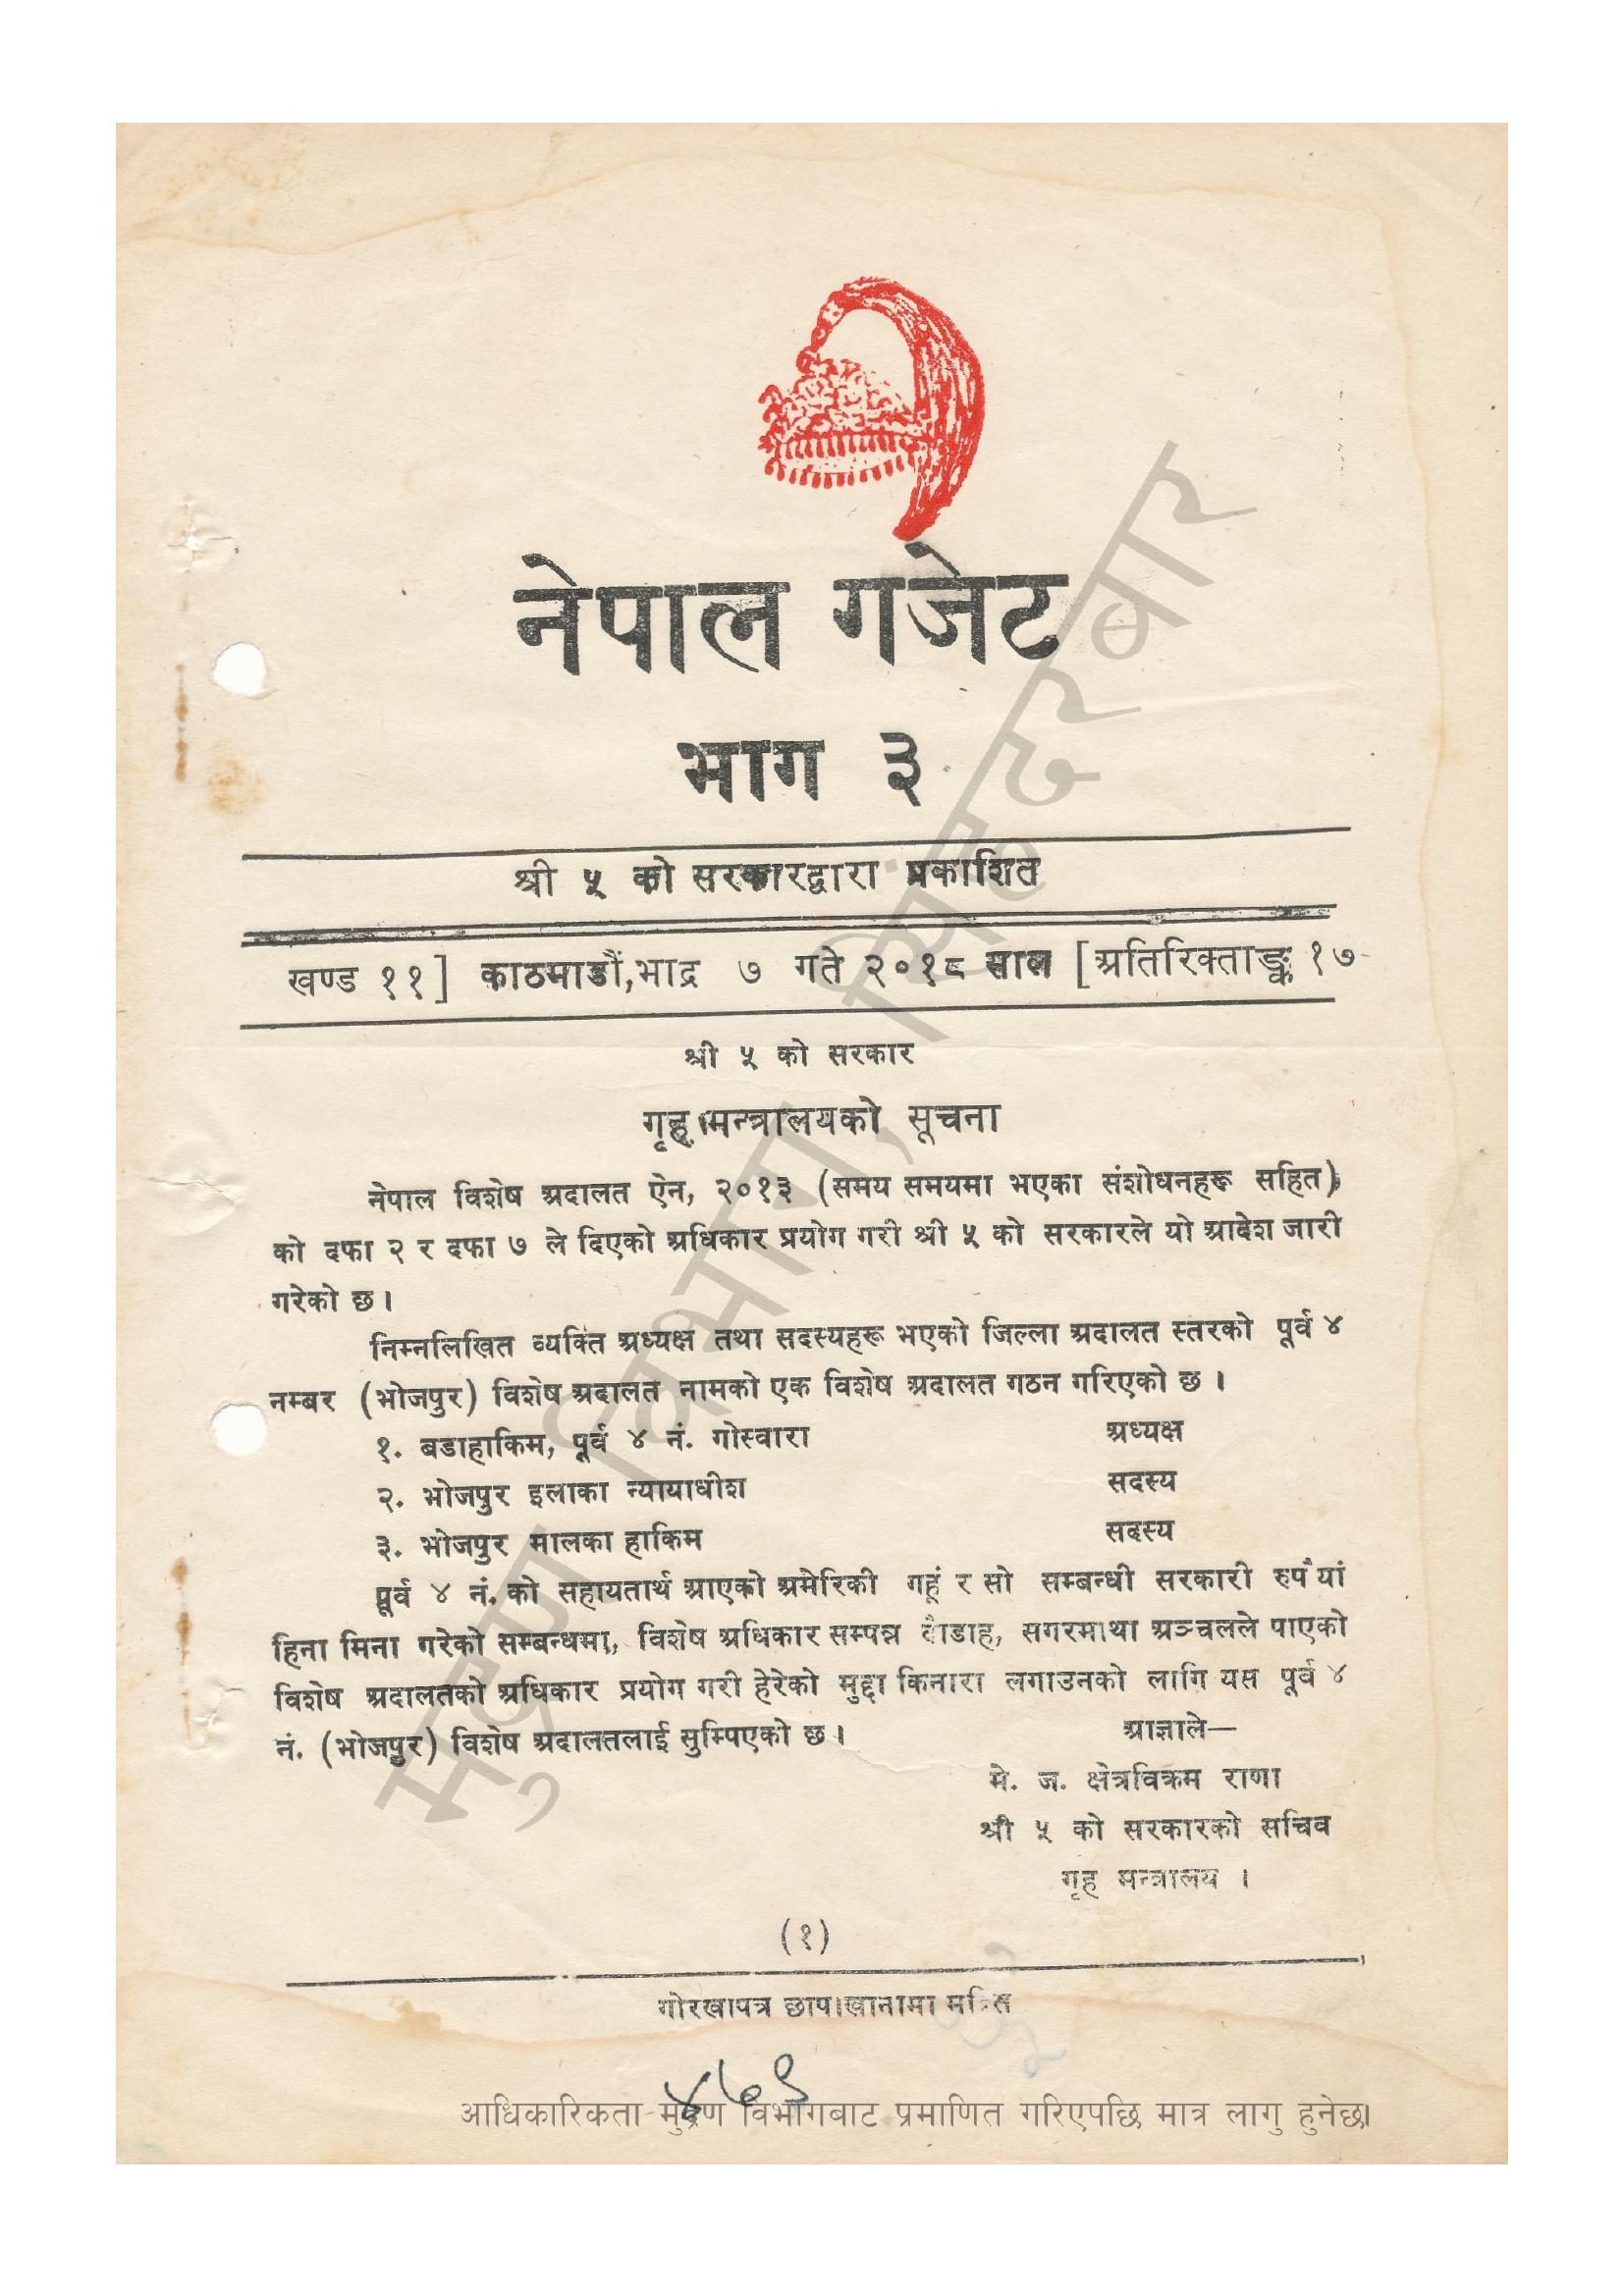 नेपाल गजेट
भाग ३
श्री ५ को सरकारद्वारा प्रकाशित
खण्ड ११] काठमाडौं, भाद्र ७ गते २०१८ साल [अतिरिक्ताङ्क १७
श्री ५ को सरकार
गृह मन्त्रालयको सूचना
नेपाल विशेष अदालत ऐन, २०१३ (समय समयमा भएका संशोधनहरू सहित)
को दफा २ र दफा ७ ले दिएको अधिकार प्रयोग गरी श्री ५ को सरकारले यो आदेश जारी
गरेको छ।
निम्नलिखित व्यक्ति अध्यक्ष तथा सदस्यहरू भएको जिल्ला अदालत स्तरको पूर्व ४
नम्बर (भोजपुर) विशेष अदालत नामको एक विशेष अदालत गठन गरिएको छ।
१. बडाहाकिम, पूर्व ४ नं. गोस्वारा अध्यक्ष
२. भोजपुर इलाका न्यायाधीश सदस्य
३. भोजपुर मालका हाकिम सदस्य
पूर्व ४ नं. को सहायतार्थ आएको अमेरिकी गहूं र सो सम्बन्धी सरकारी रुपैयां
हिना मिना गरेको सम्बन्धमा, विशेष अधिकार सम्पन्न सगरमाथा अञ्चलले पाएको
विशेष अदालतको अधिकार प्रयोग गरी हेरेको मुद्दा किनारा लगाउनको लागि यस पूर्व ४
नं. (भोजपुर) विशेष अदालतलाई सुम्पिएको छ।
आज्ञाले—
मे. ज. क्षेत्रविक्रम राणा
श्री ५ को सरकारको सचिव
गृह मन्त्रालय ।
(१)
गोरखापत्र छापाखानामा मुद्रित
४७९
आधिकारिकता मुद्रण विभागबाट प्रमाणित गरिएपछि मात्र लागु हुनेछ।
मुद्रण विभाग, सिंहदरबार